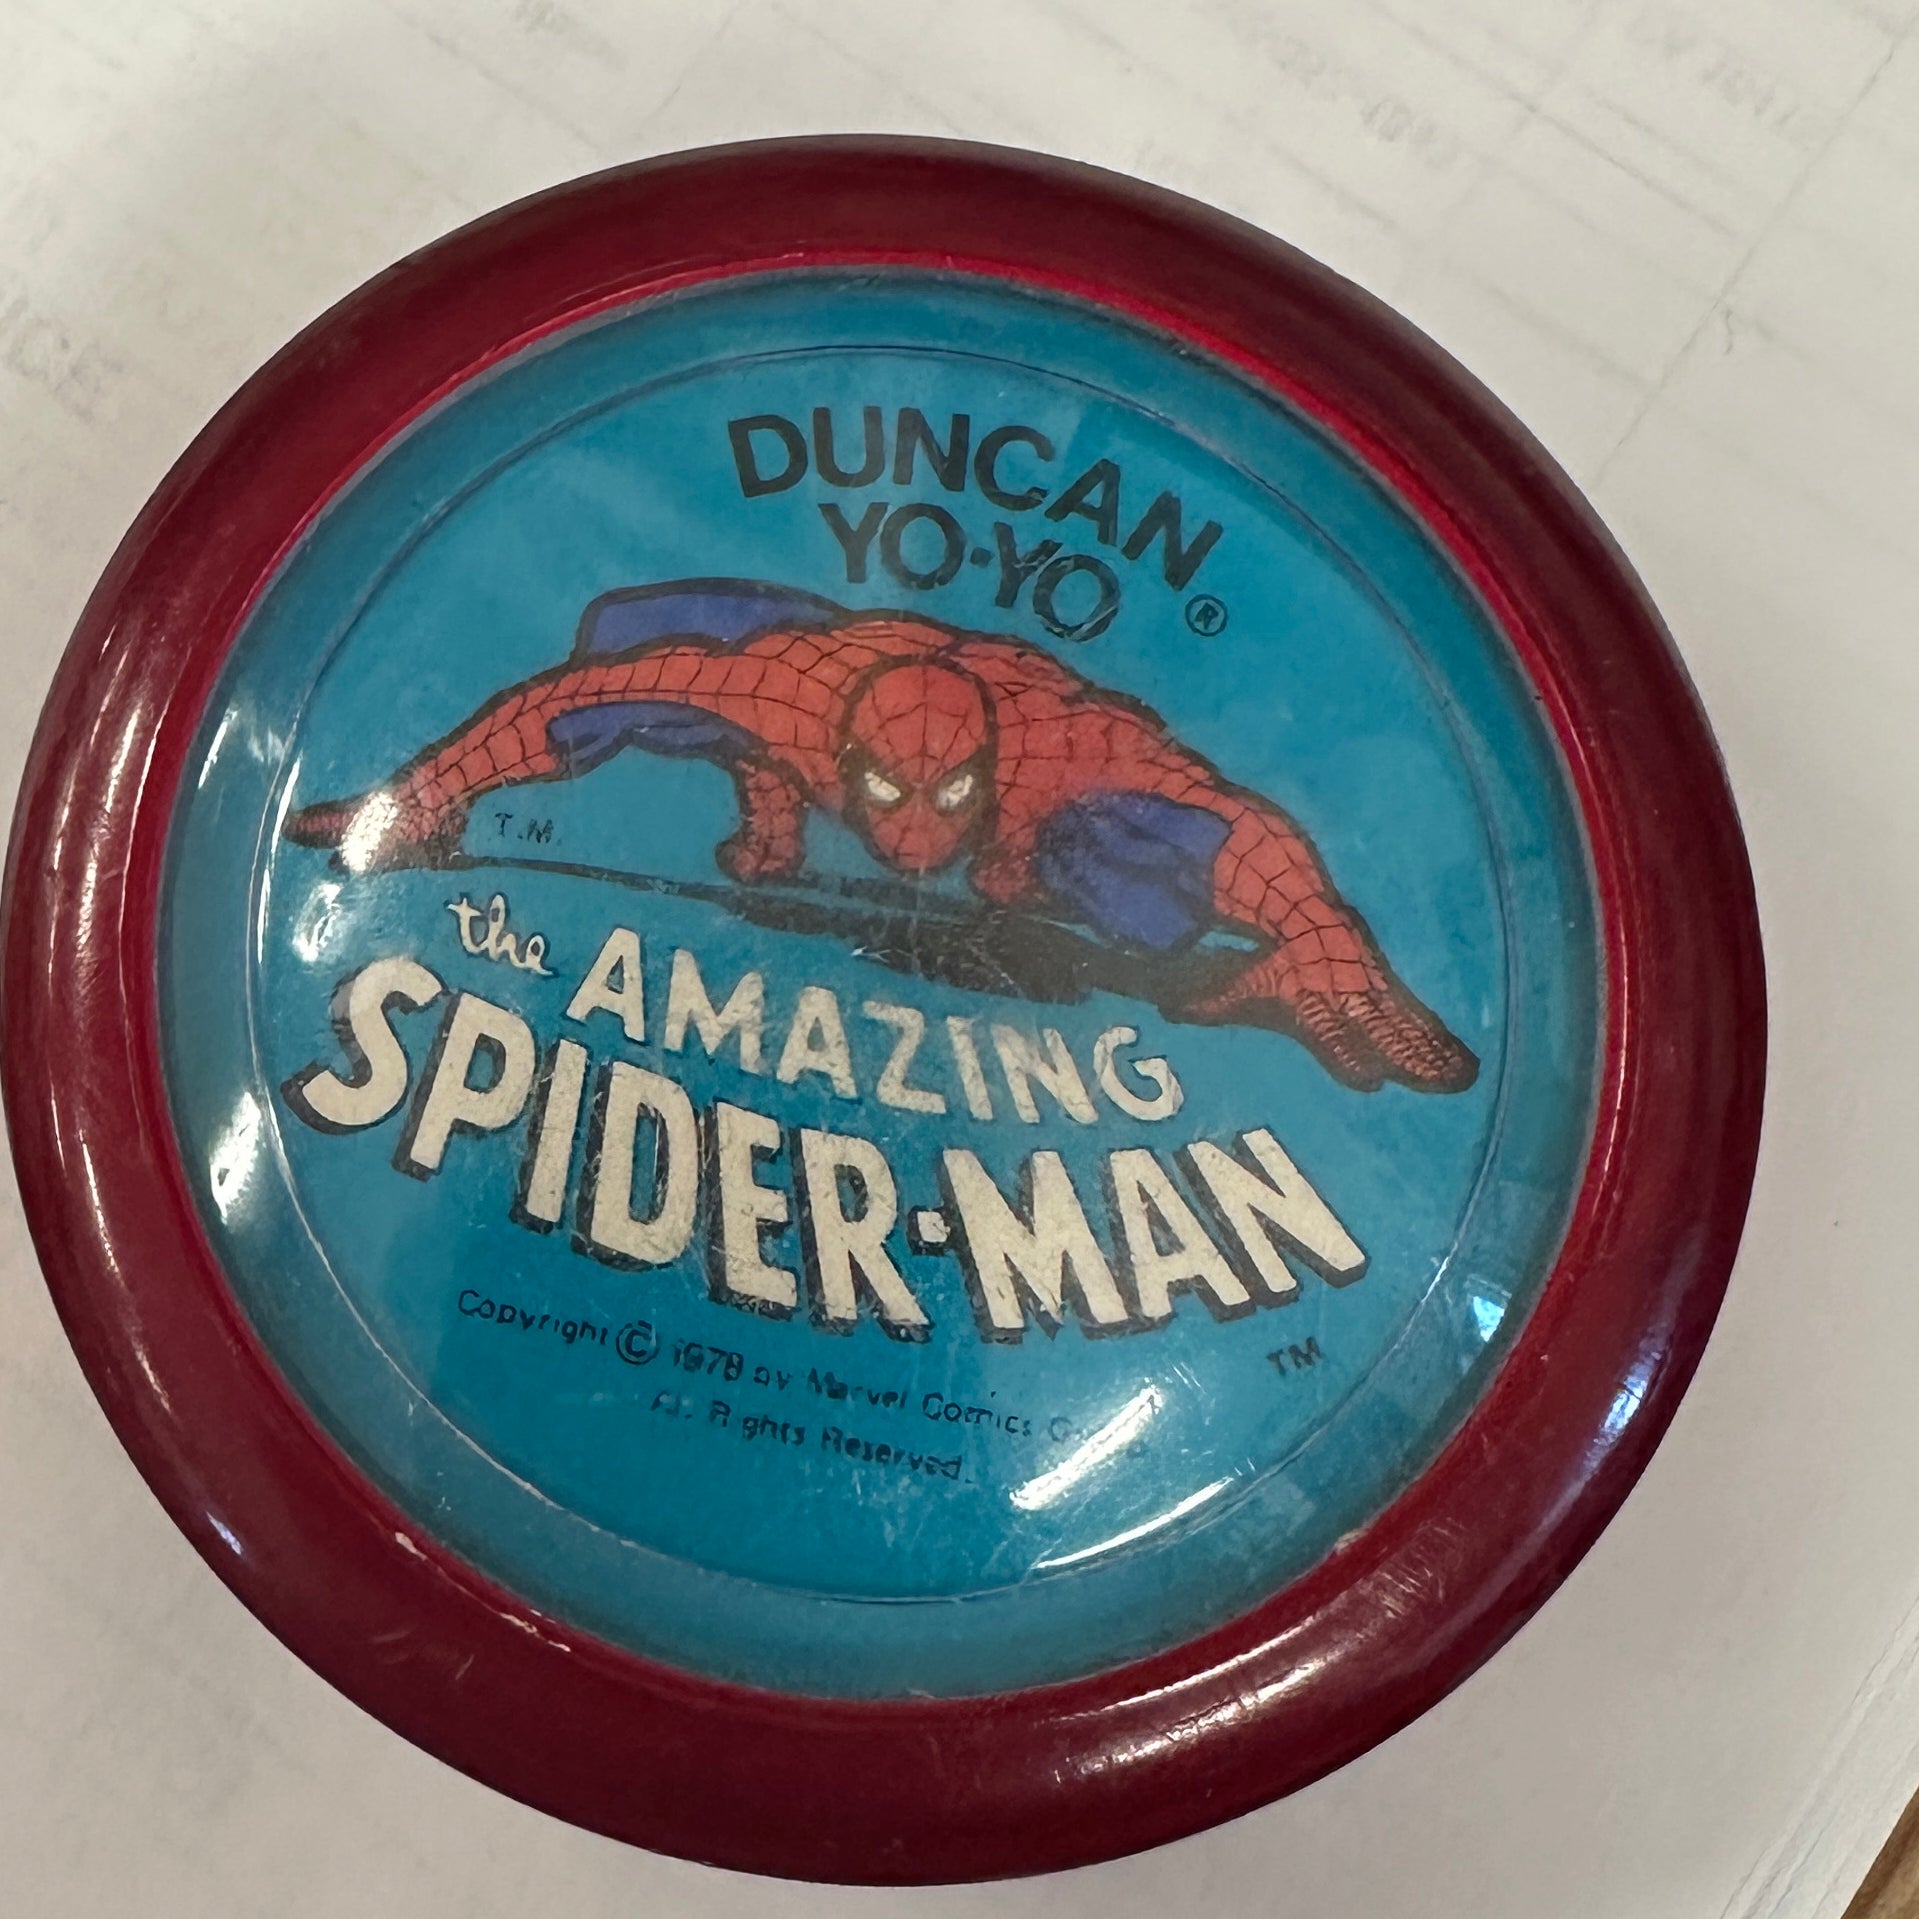 DUNCAN
YO-YO®
T.M.
the AMAZING
SPIDER-MAN
TM
Copyright © 1978 by Marvel Comics
All Rights Reserved.